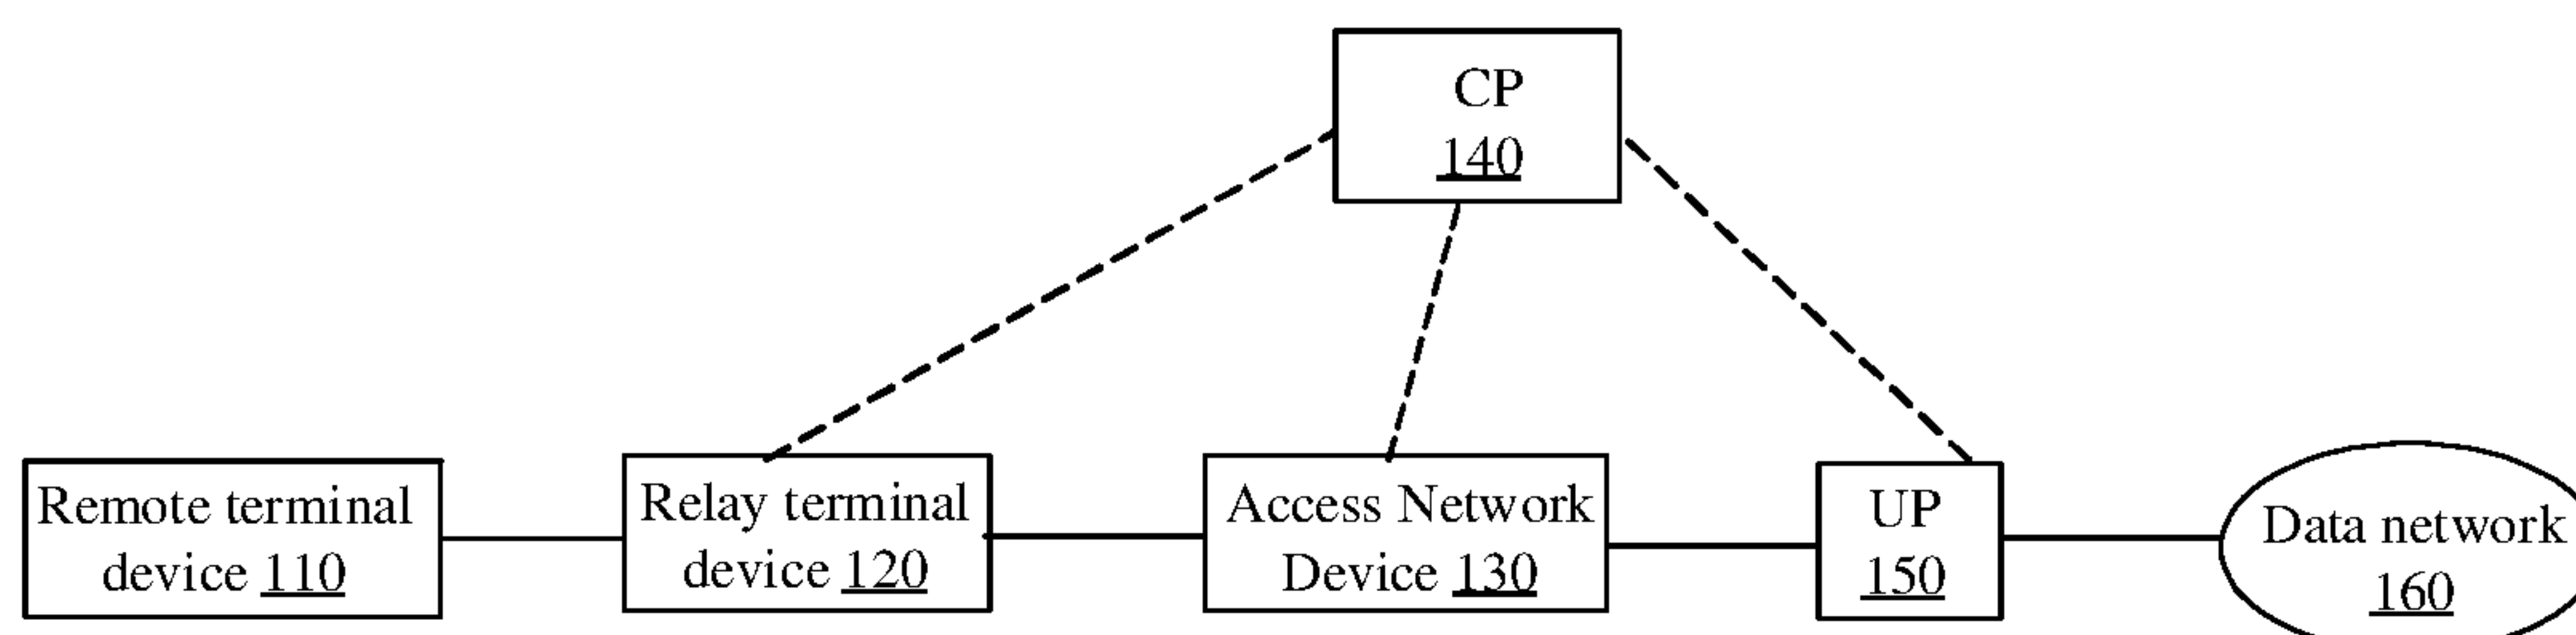 CP
140
Remote terminal
device 110
Relay terminal
device 120
Access Network
Device 130
UP
150
Data network
160